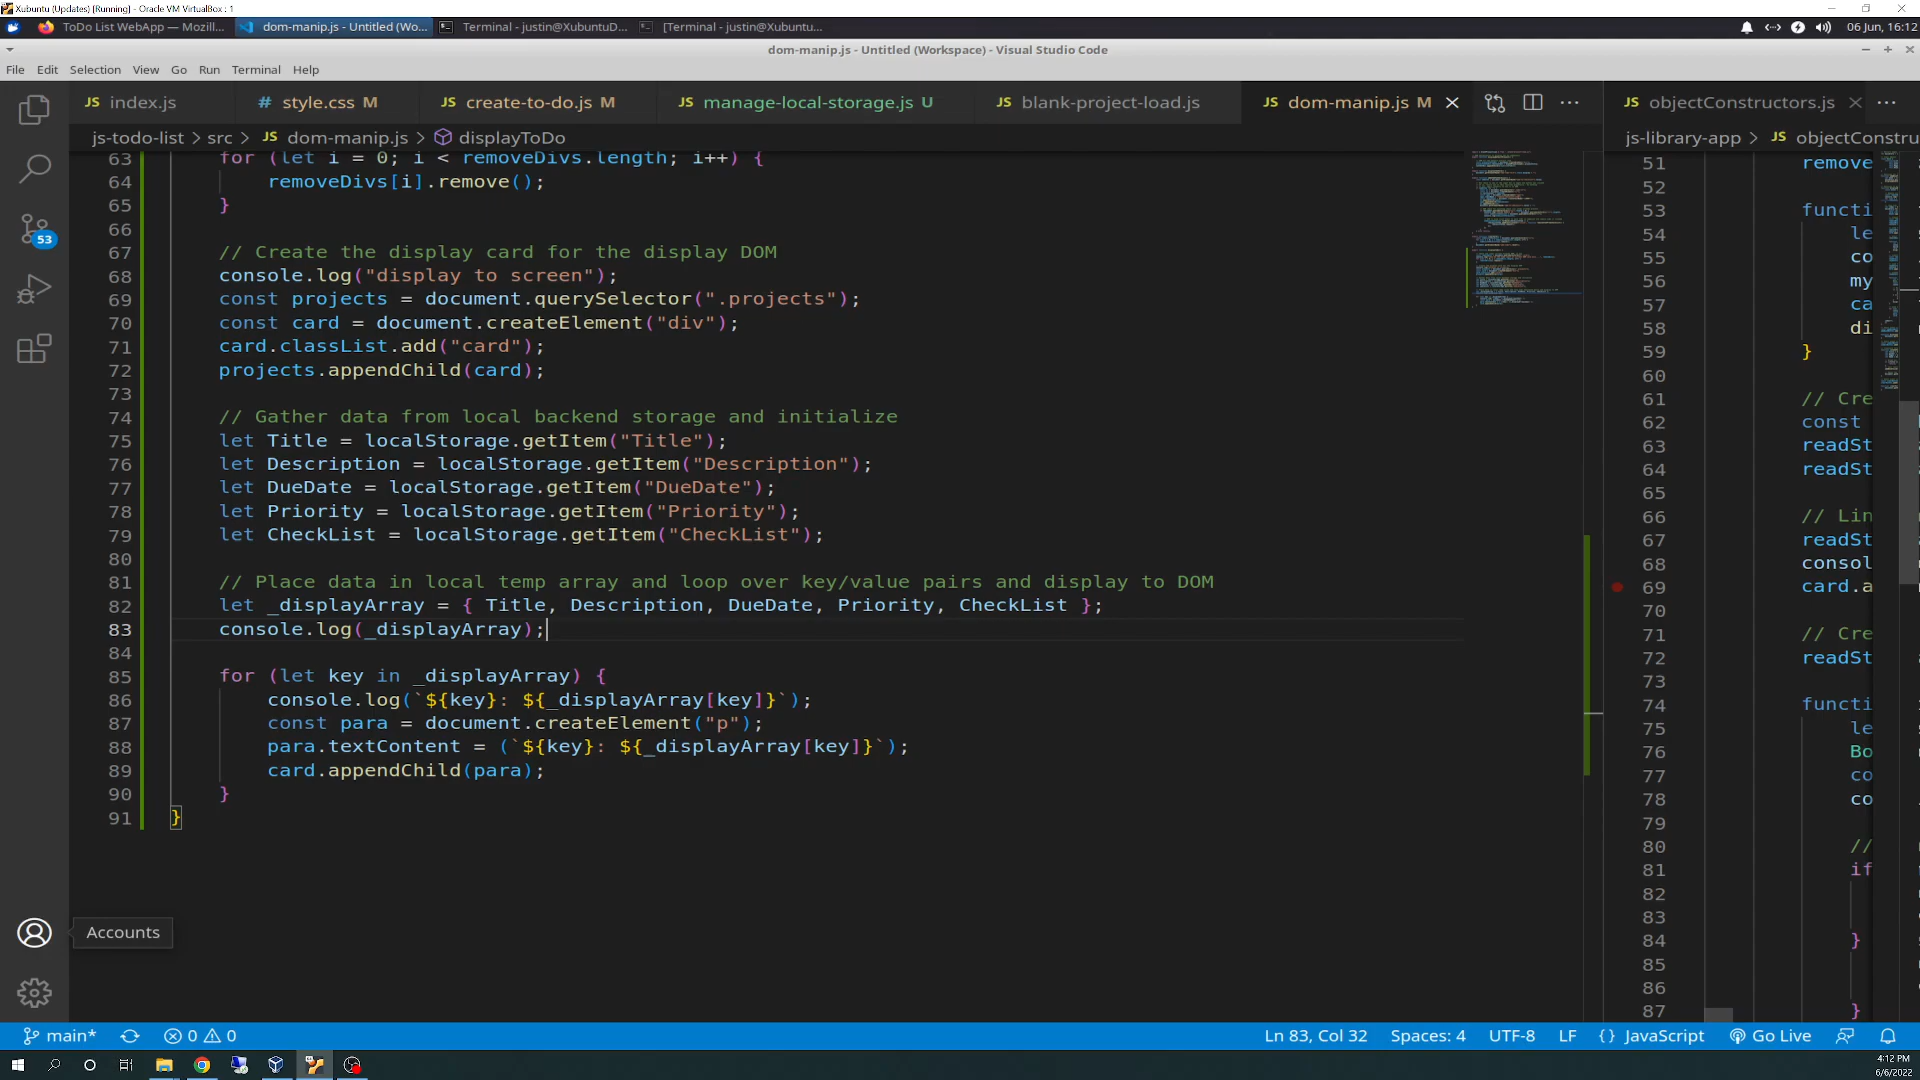 Xubuntu (Updates) [Running] - Oracle VM VirtualBox : 1
ToDo List WebApp — Mozill...
dom-manip.js - Untitled (Wo...
Terminal - justin@XubuntuD...
[Terminal - justin@Xubuntu...
06 Jun, 16:12
dom-manip.js - Untitled (Workspace) - Visual Studio Code
File Edit Selection View Go Run Terminal Help
JS index.js
# style.css M
JS create-to-do.js M
JS manage-local-storage.js U
JS blank-project-load.js
JS dom-manip.js M
JS objectConstructors.js
js-todo-list > src > JS dom-manip.js > displayToDo
js-library-app > JS objectConstru
53
63 for (let i = 0; i < removeDivs.length; i++) {
64 removeDivs[i].remove();
65 }
66
67 // Create the display card for the display DOM
68 console.log("display to screen");
69 const projects = document.querySelector(".projects");
70 const card = document.createElement("div");
71 card.classList.add("card");
72 projects.appendChild(card);
73
74 // Gather data from local backend storage and initialize
75 let Title = localStorage.getItem("Title");
76 let Description = localStorage.getItem("Description");
77 let DueDate = localStorage.getItem("DueDate");
78 let Priority = localStorage.getItem("Priority");
79 let CheckList = localStorage.getItem("CheckList");
80
81 // Place data in local temp array and loop over key/value pairs and display to DOM
82 let _displayArray = { Title, Description, DueDate, Priority, CheckList };
83 console.log(_displayArray);
84
85 for (let key in _displayArray) {
86 console.log(`${key}: ${_displayArray[key]}`);
87 const para = document.createElement("p");
88 para.textContent = (`${key}: ${_displayArray[key]}`);
89 card.appendChild(para);
90 }
91 }
51 remove
52
53 functi
54 le
55 co
56 my
57 ca
58 di
59 }
60
61 // Cre
62 const
63 readSt
64 readSt
65
66 // Lin
67 readSt
68 consol
69 card.a
70
71 // Cre
72 readSt
73
74 functi
75 le
76 Bo
77 co
78 co
79
80 //
81 if
82
83
84 }
85
86
87 }
Accounts
main*
0 0
Ln 83, Col 32
Spaces: 4
UTF-8
LF
{} JavaScript
Go Live
4:12 PM
6/6/2022